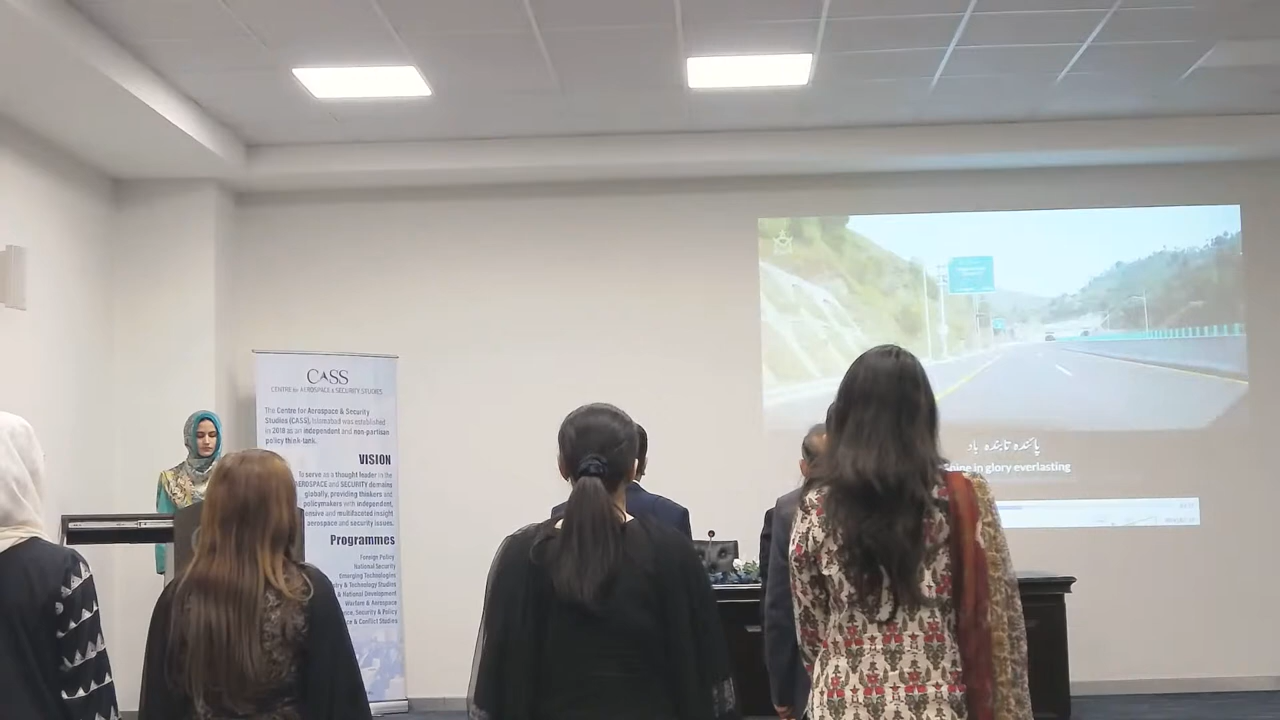 CASS
CENTRE for AEROSPACE & SECURITY STUDIES
The Centre for Aerospace & Security
Studies (CASS), Islamabad was established
in 2018 as an independent and non-partisan
policy think-tank.
VISION
To serve as a thought leader in the
AEROSPACE and SECURITY domains
globally, providing thinkers and
policymakers with independent,
and multifaceted insight
aerospace and security issues.
Programmes
Foreign Policy
National Security
Emerging Technologies
& Technology Studies
& National Development
Warfare & Aerospace
Security & Policy
& Conflict Studies
پائندہ تابندہ باد
Shine in glory everlasting